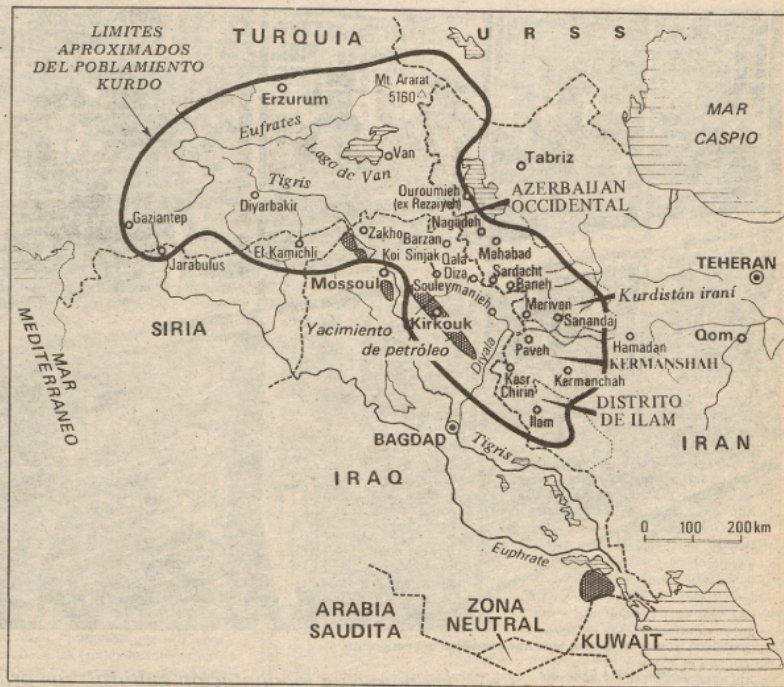 LIMITES
APROXIMADOS
DEL POBLAMIENTO
KURDO
TURQUIA
U R S S
Mt. Ararat
5160
Erzurum
Eufrates
Lago de Van
Van
Tigris
Diyarbakir
Gaziantep
Jarabulus
El Kamichli
MAR
CASPIO
Tabriz
Ouroumieh
(ex Rezaiyeh)
AZERBAIJAN
OCCIDENTAL
Nagadeh
Mahabad
Zakho
Barzan
Koi Sinjak
Qala
Diza
Sardacht
Baneh
Mossoul
Souleymanieh
Kirkouk
Yacimiento
de petróleo
Diyala
Meriven
Sanandaj
Kurdistán iraní
TEHERAN
Paveh
Hamadan
Qom
KERMANSHAH
Kasr
Chirin
Kermanchah
DISTRITO
DE ILAM
Ilam
SIRIA
MAR
MEDITERRANEO
BAGDAD
Tigris
IRAQ
IRAN
0 100 200 km
Euphrate
ARABIA
SAUDITA
ZONA
NEUTRAL
KUWAIT